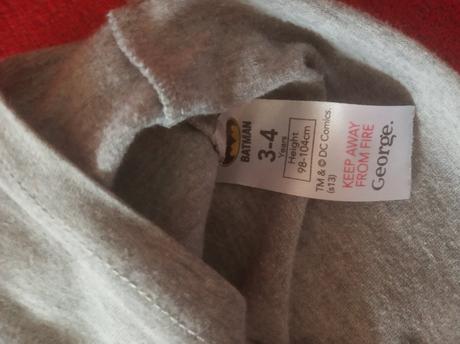 BATMAN
3-4
Years
Height
98-104cm
TM & © DC Comics.
(s13)
KEEP AWAY
FROM FIRE
George.